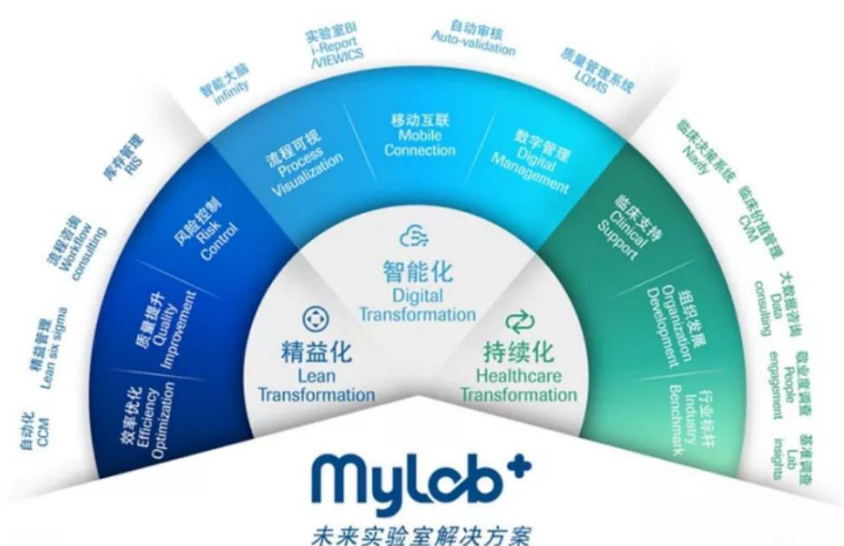 自动化
CCM
精益管理
Lean six sigma
流程咨询
Workflow
consulting
库存管理
RIS
智能大脑
infinity
实验室BI
i-Report
/VIEWICS
自动审核
Auto-validation
质量管理系统
LQMS
临床决策系统
Navify
临床价值管理
CVM
大数据咨询
Data
consulting
敬业度调查
People
engagement
基准调查
Lab
insights
效率优化
Efficiency
Optimization
质量提升
Quality
Improvement
风险控制
Risk
Control
流程可视
Process
Visualization
移动互联
Mobile
Connection
数字管理
Digital
Management
临床支持
Clinical
Support
组织发展
Organization
Development
行业标杆
Industry
Benchmark
智能化
Digital
Transformation
精益化
Lean
Transformation
持续化
Healthcare
Transformation
Mylab+
未来实验室解决方案